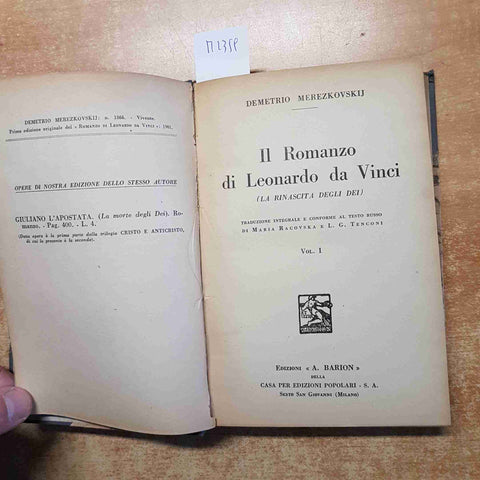 M 1359
DEMETRIO MEREZKOVSKIJ: n. 1866. - Vivente.
Prima edizione originale del « ROMANZO DI LEONARDO DA VINCI »: 1901.
OPERE DI NOSTRA EDIZIONE DELLO STESSO AUTORE
GIULIANO L'APOSTATA. (La morte degli Dei). Ro-
manzo. - Pag. 400. - L. 4.
(Detta opera è la prima parte della trilogia CRISTO E ANTICRISTO,
di cui la presente è la seconda).
DEMETRIO MEREZKOVSKIJ
Il Romanzo
di Leonardo da Vinci
(LA RINASCITA DEGLI DEI)
TRADUZIONE INTEGRALE E CONFORME AL TESTO RUSSO
DI MARIA RACOVSKA E L. G. TENCONI
VOL. I
EDIZIONI « A. BARION »
DELLA
CASA PER EDIZIONI POPOLARI - S. A.
SESTO SAN GIOVANNI (MILANO)